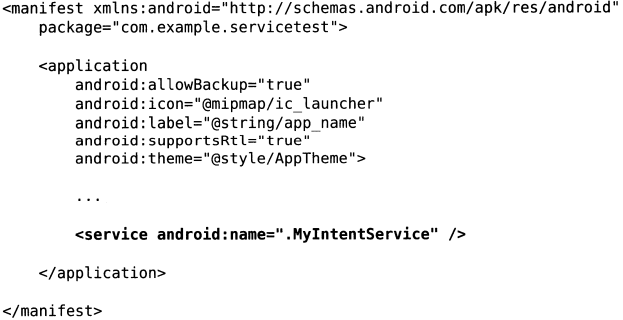 <manifest xmlns:android="http://schemas.android.com/apk/res/android"
    package="com.example.servicetest">

    <application
        android:allowBackup="true"
        android:icon="@mipmap/ic_launcher"
        android:label="@string/app_name"
        android:supportsRtl="true"
        android:theme="@style/AppTheme">

        ...

        <service android:name=".MyIntentService" />

    </application>

</manifest>